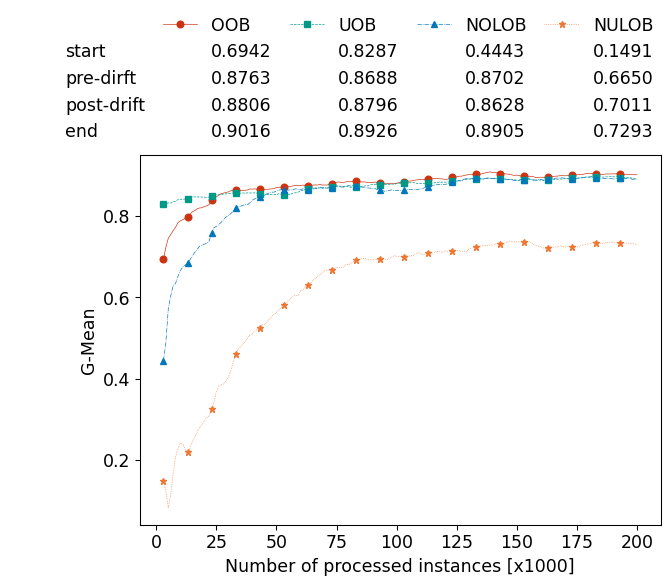 OOB UOB NOLOB NULOB
start 0.6942 0.8287 0.4443 0.1491
pre-dirft 0.8763 0.8688 0.8702 0.6650
post-drift 0.8806 0.8796 0.8628 0.7011
end 0.9016 0.8926 0.8905 0.7293
0.8
0.6
0.4
0.2
G-Mean
0 25 50 75 100 125 150 175 200
Number of processed instances [x1000]